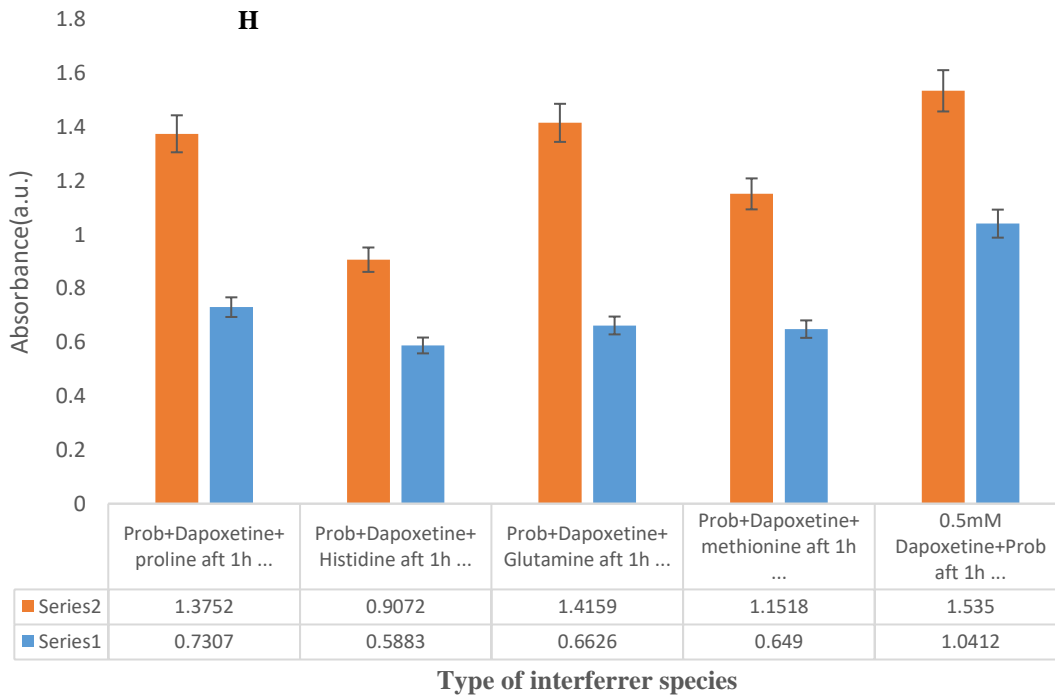 H
1.8
1.6
1.4
1.2
1
0.8
0.6
0.4
0.2
0
Absorbance(a.u.)
Prob+Dapoxetine+
proline aft 1h ...
Prob+Dapoxetine+
Histidine aft 1h ...
Prob+Dapoxetine+
Glutamine aft 1h ...
Prob+Dapoxetine+
methionine aft 1h
...
0.5mM
Dapoxetine+Prob
aft 1h ...
Series2 1.3752 0.9072 1.4159 1.1518 1.535
Series1 0.7307 0.5883 0.6626 0.649 1.0412
Type of interferrer species